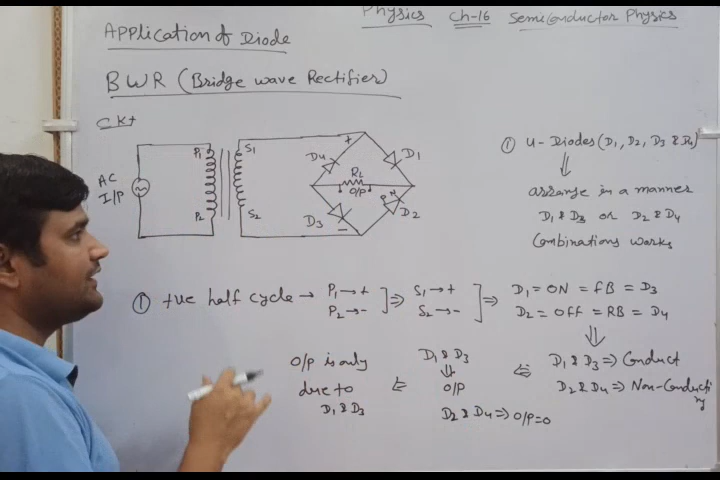 Physics Ch-16 Semiconductor Physics
Application of Diode
BWR (Bridge wave Rectifier)
CKt
AC
I/P
P1
P2
S1
S2
+
D4
D1
RL
O/P
D3
D2
P N
-
① 4-Diodes (D1, D2, D3 & D4)
⇓
arrange in a manner
D1 & D3 or D2 & D4
Combinations works
① +ve half cycle → P1 → + ] ⇒ S1 → + ] ⇒ D1 = ON = FB = D3
P2 → - S2 → - D2 = OFF = RB = D4
⇓
D1 & D3 ⇒ Conduct
D2 & D4 ⇒ Non-Conducting
⇐
D1 & D3
⇓
O/P
D2 & D4 ⇒ O/P=0
⇐
O/P is only
due to
D1 & D3